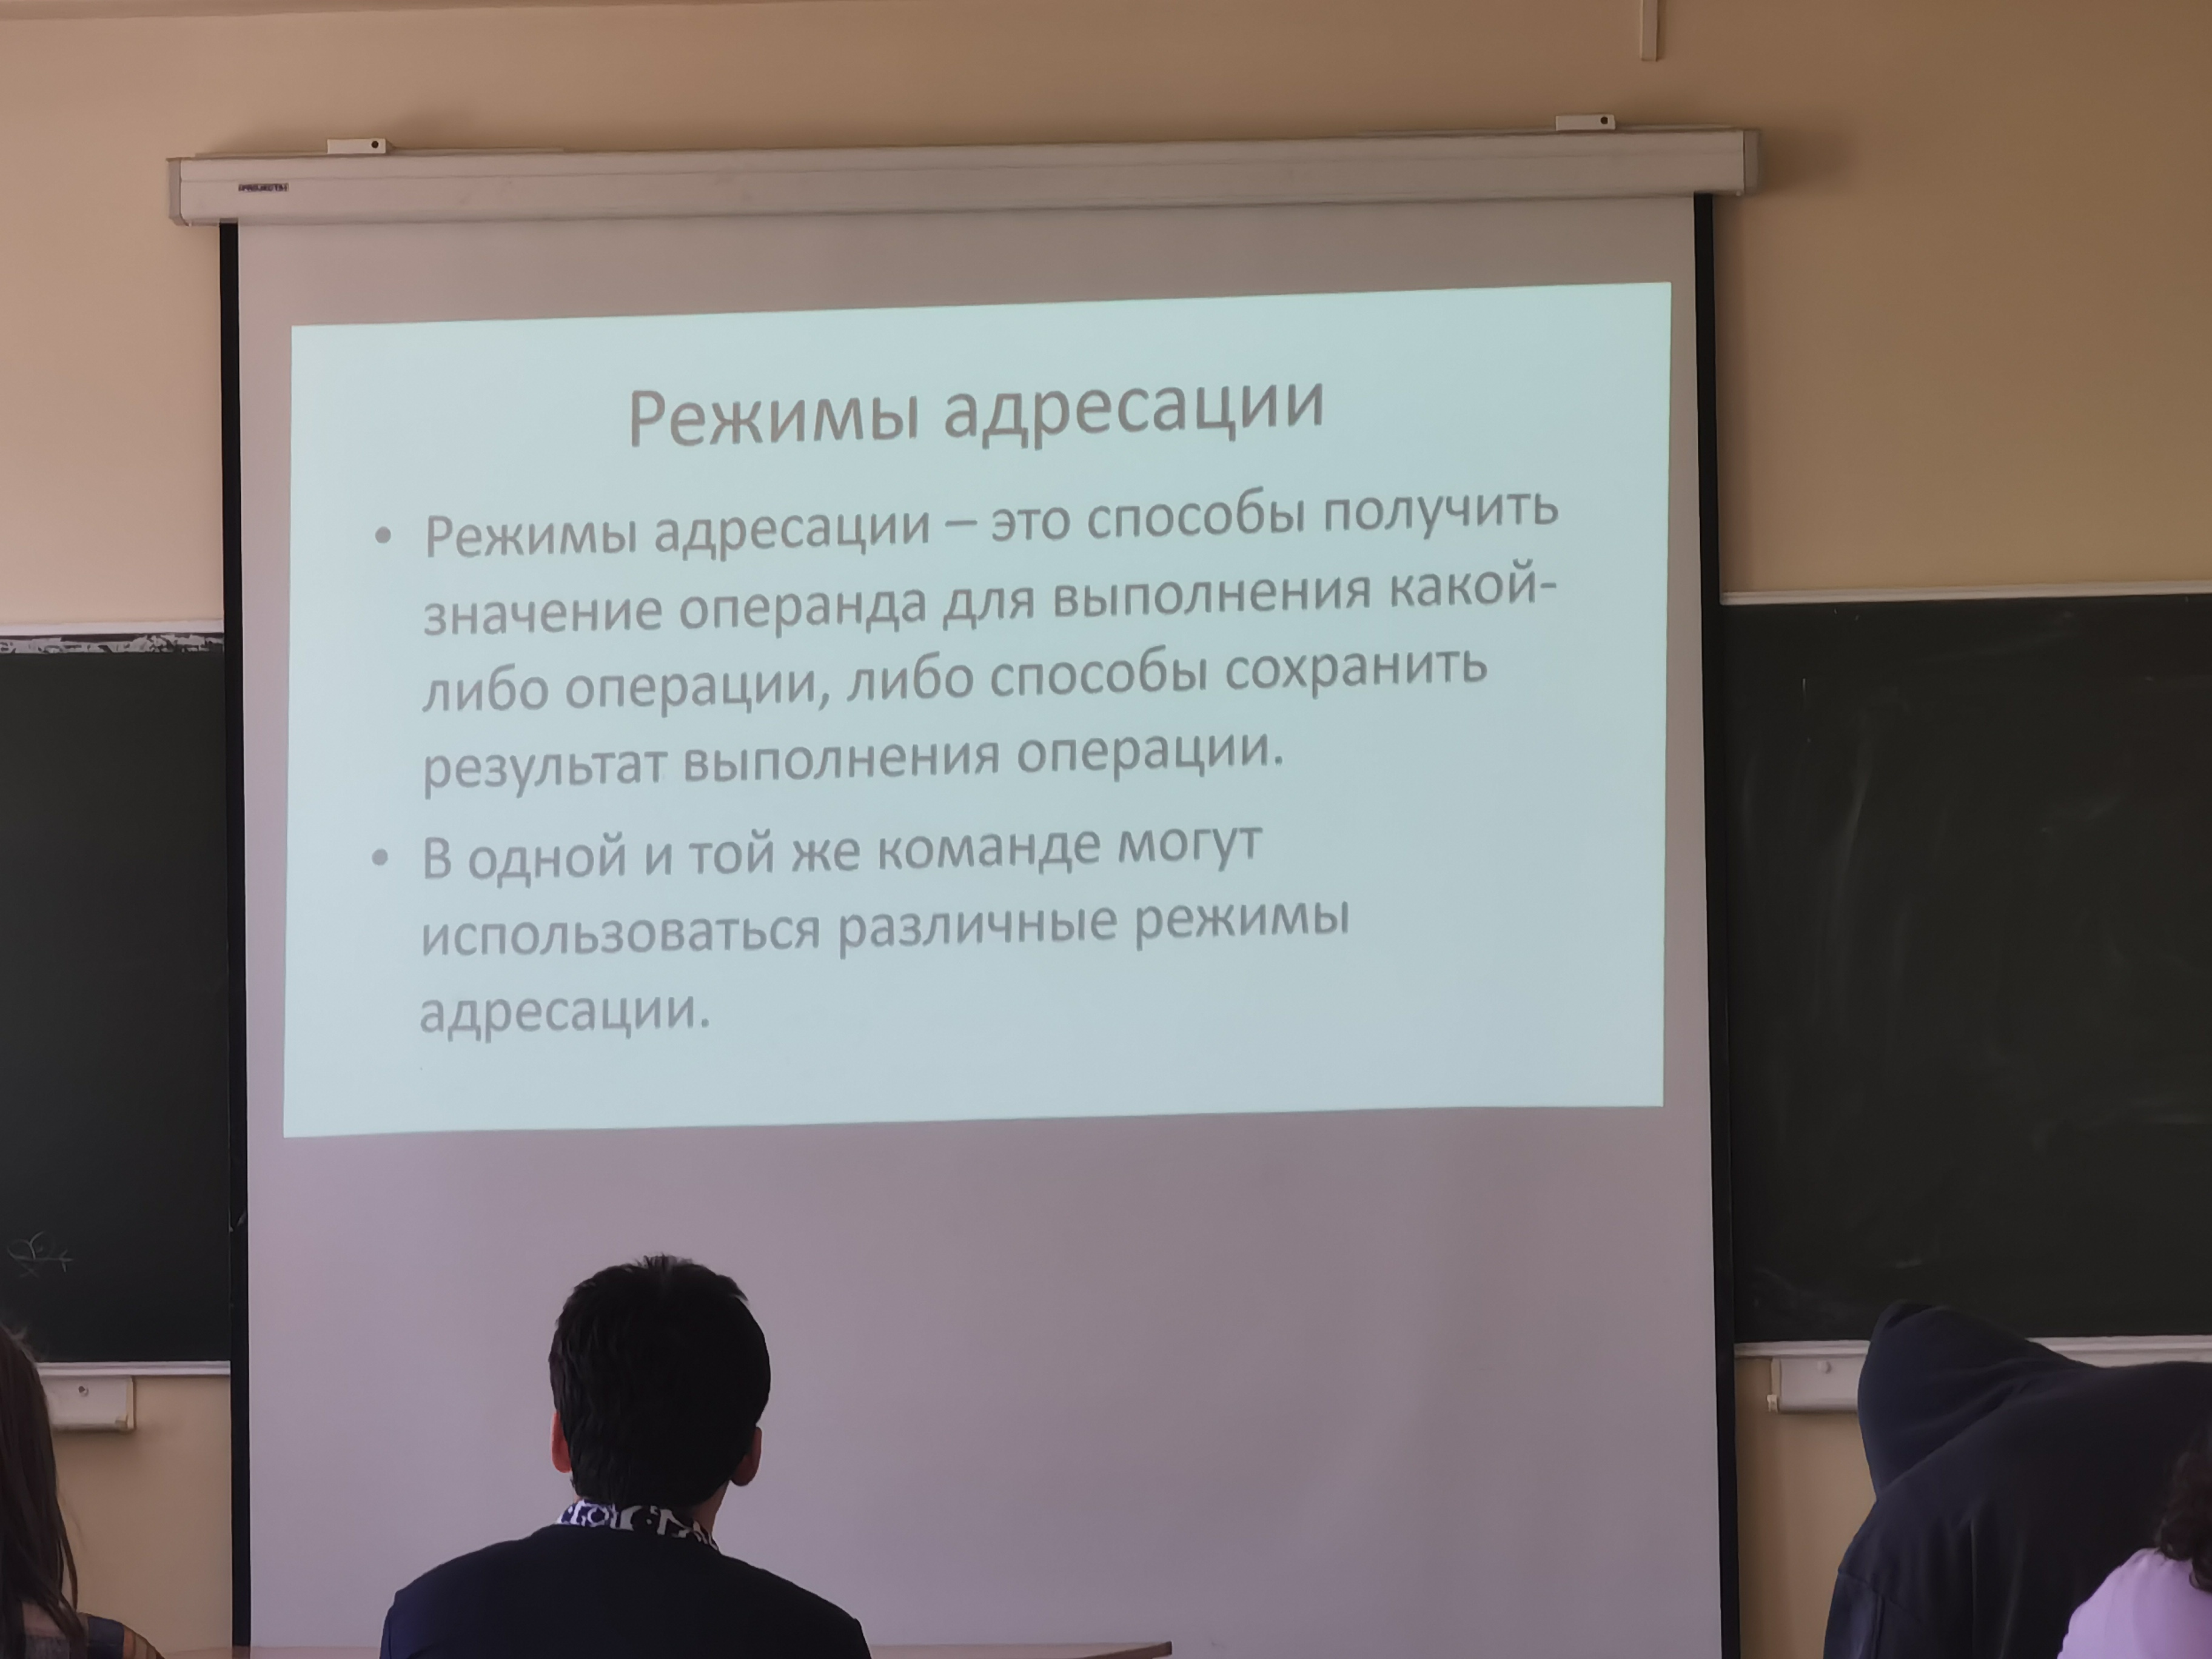 Режимы адресации
• Режимы адресации – это способы получить
значение операнда для выполнения какой-
либо операции, либо способы сохранить
результат выполнения операции.
• В одной и той же команде могут
использоваться различные режимы
адресации.